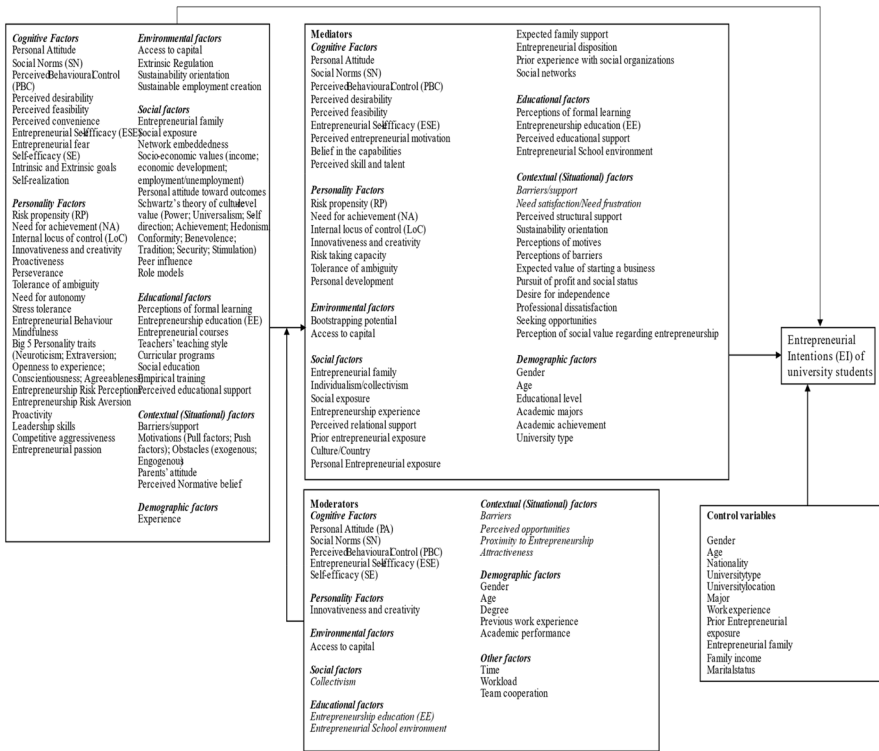 Cognitive Factors
Personal Attitude
Social Norms (SN)
PerceivedBehaviouralControl
(PBC)
Perceived desirability
Perceived feasibility
Perceived convenience
Entrepreneurial Self-fficacy (ESE)
Entrepreneurial fear
Self-efficacy (SE)
Intrinsic and Extrinsic goals
Self-realization
Personality Factors
Risk propensity (RP)
Need for achievement (NA)
Internal locus of control (LoC)
Innovativeness and creativity
Proactiveness
Perseverance
Tolerance of ambiguity
Need for autonomy
Stress tolerance
Entrepreneurial Behaviour
Mindfulness
Big 5 Personality traits
(Neuroticism; Extraversion;
Openness to experience;
Conscientiousness; Agreeableness)
Entrepreneurship Risk Perception
Entrepreneurship Risk Aversion
Proactivity
Leadership skills
Competitive aggressiveness
Entrepreneurial passion
Environmental factors
Access to capital
Extrinsic Regulation
Sustainability orientation
Sustainable employment creation
Social factors
Entrepreneurial family
Social exposure
Network embeddedness
Socio-economic values (income;
economic development;
employment/unemployment)
Personal attitude toward outcomes
Schwartz's theory of culture-level
value (Power; Universalism; Self
direction; Achievement; Hedonism
Conformity; Benevolence;
Tradition; Security; Stimulation)
Peer influence
Role models
Educational factors
Perceptions of formal learning
Entrepreneurship education (EE)
Entrepreneurial courses
Teachers' teaching style
Curricular programs
Social education
Empirical training
Perceived educational support
Contextual (Situational) factors
Barriers/support
Motivations (Pull factors; Push
factors); Obstacles (exogenous;
Engogenous)
Parents' attitude
Perceived Normative belief
Demographic factors
Experience
Mediators
Cognitive Factors
Personal Attitude
Social Norms (SN)
Perceived Behavioural Control (PBC)
Perceived desirability
Perceived feasibility
Entrepreneurial Self-fficacy (ESE)
Perceived entrepreneurial motivation
Belief in the capabilities
Perceived skill and talent
Personality Factors
Risk propensity (RP)
Need for achievement (NA)
Internal locus of control (LoC)
Innovativeness and creativity
Risk taking capacity
Tolerance of ambiguity
Personal development
Environmental factors
Bootstrapping potential
Access to capital
Social factors
Entrepreneurial family
Individualism/collectivism
Social exposure
Entrepreneurship experience
Perceived relational support
Prior entrepreneurial exposure
Culture/Country
Personal Entrepreneurial exposure
Expected family support
Entrepreneurial disposition
Prior experience with social organizations
Social networks
Educational factors
Perceptions of formal learning
Entrepreneurship education (EE)
Perceived educational support
Entrepreneurial School environment
Contextual (Situational) factors
Barriers/support
Need satisfaction/Need frustration
Perceived structural support
Sustainability orientation
Perceptions of motives
Perceptions of barriers
Expected value of starting a business
Pursuit of profit and social status
Desire for independence
Professional dissatisfaction
Seeking opportunities
Perception of social value regarding entrepreneurship
Demographic factors
Gender
Age
Educational level
Academic majors
Academic achievement
University type
Entrepreneurial
Intentions (EI) of
university students
Moderators
Cognitive Factors
Personal Attitude (PA)
Social Norms (SN)
PerceivedBehaviouralControl (PBC)
Entrepreneurial Self-fficacy (ESE)
Self-efficacy (SE)
Personality Factors
Innovativeness and creativity
Environmental factors
Access to capital
Social factors
Collectivism
Educational factors
Entrepreneurship education (EE)
Entrepreneurial School environment
Contextual (Situational) factors
Barriers
Perceived opportunities
Proximity to Entrepreneurship
Attractiveness
Demographic factors
Gender
Age
Degree
Previous work experience
Academic performance
Other factors
Time
Workload
Team cooperation
Control variables
Gender
Age
Nationality
Universitytype
Universitylocation
Major
Work experience
Prior Entrepreneurial
exposure
Entrepreneurial family
Family income
Maritalstatus